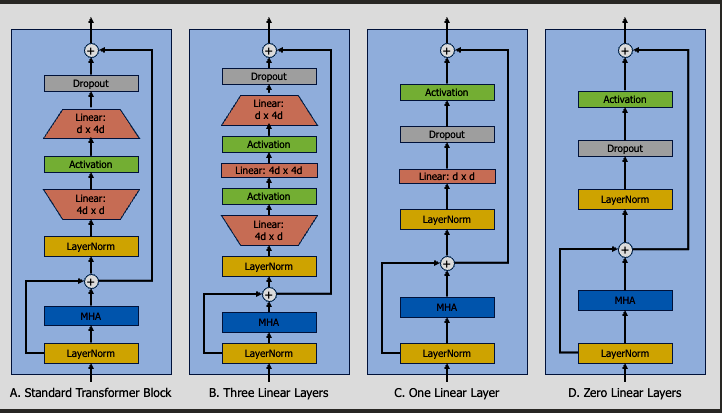 +
Dropout
Linear:
d x 4d
Activation
Linear:
4d x d
LayerNorm
+
MHA
LayerNorm
A. Standard Transformer Block
+
Dropout
Linear:
d x 4d
Activation
Linear: 4d x 4d
Activation
Linear:
4d x d
LayerNorm
+
MHA
LayerNorm
B. Three Linear Layers
+
Activation
Dropout
Linear: d x d
LayerNorm
+
MHA
LayerNorm
C. One Linear Layer
+
Activation
Dropout
LayerNorm
+
MHA
LayerNorm
D. Zero Linear Layers